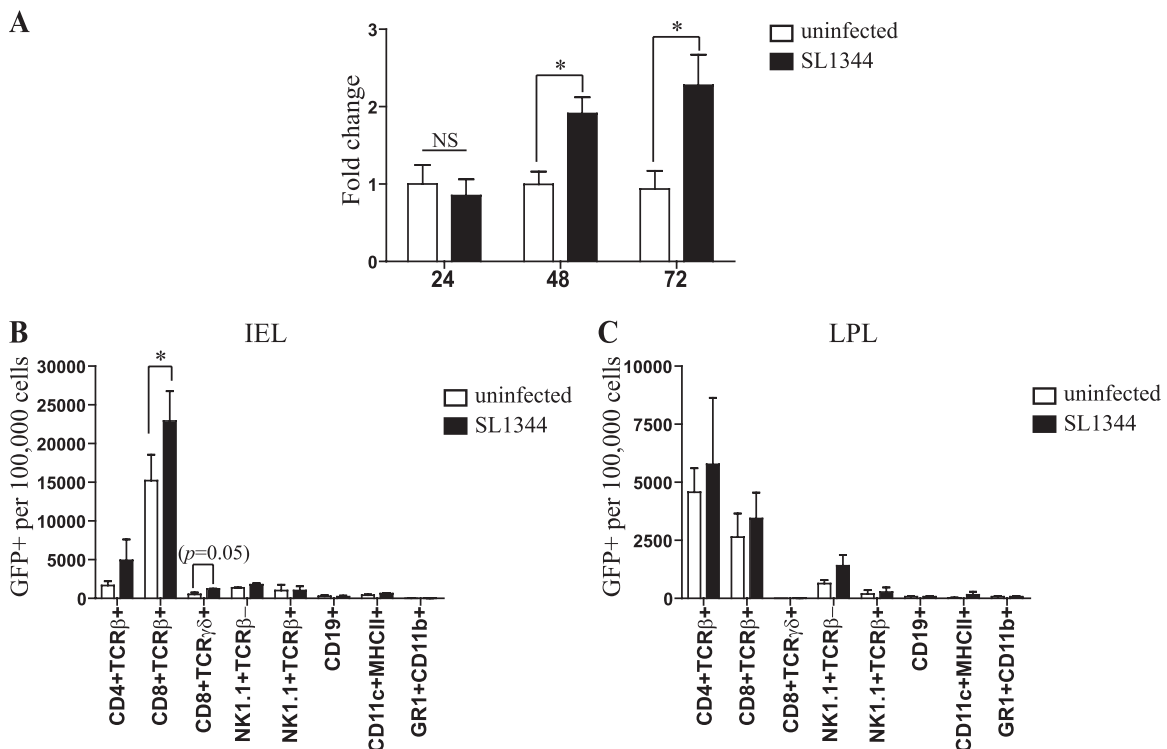 A
Fold change
3
2
1
0
NS
*
*
24
48
72
uninfected
SL1344
B
IEL
GFP+ per 100,000 cells
30000
25000
20000
15000
10000
5000
0
*
(p=0.05)
uninfected
SL1344
CD4+TCRβ+
CD8+TCRβ+
CD8+TCRγδ+
NK1.1+TCRβ–
NK1.1+TCRβ+
CD19+
CD11c+MHCII+
GR1+CD11b+
C
LPL
GFP+ per 100,000 cells
10000
7500
5000
2500
0
uninfected
SL1344
CD4+TCRβ+
CD8+TCRβ+
CD8+TCRγδ+
NK1.1+TCRβ–
NK1.1+TCRβ+
CD19+
CD11c+MHCII+
GR1+CD11b+